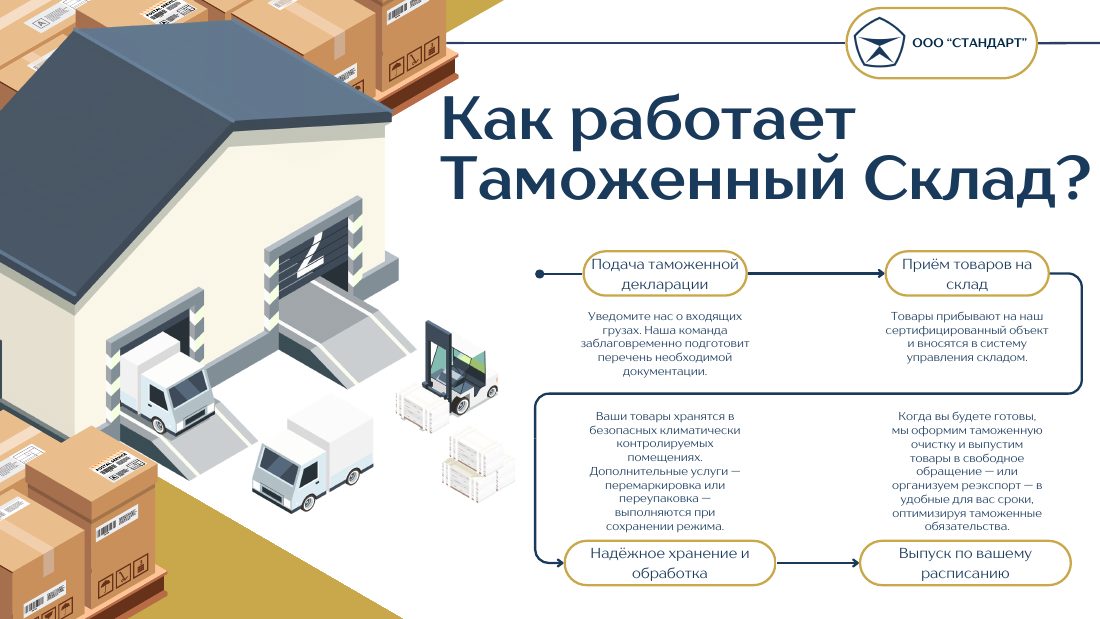 ООО “СТАНДАРТ”
Как работает
Таможенный Склад?
Подача таможенной
декларации
Уведомите нас о входящих
грузах. Наша команда
заблаговременно подготовит
перечень необходимой
документации.
Приём товаров на
склад
Товары прибывают на наш
сертифицированный объект
и вносятся в систему
управления складом.
Ваши товары хранятся в
безопасных климатически
контролируемых
помещениях.
Дополнительные услуги —
перемаркировка или
переупаковка —
выполняются при
сохранении режима.
Надёжное хранение и
обработка
Когда вы будете готовы,
мы оформим таможенную
очистку и выпустим
товары в свободное
обращение — или
организуем реэкспорт — в
удобные для вас сроки,
оптимизируя таможенные
обязательства.
Выпуск по вашему
расписанию